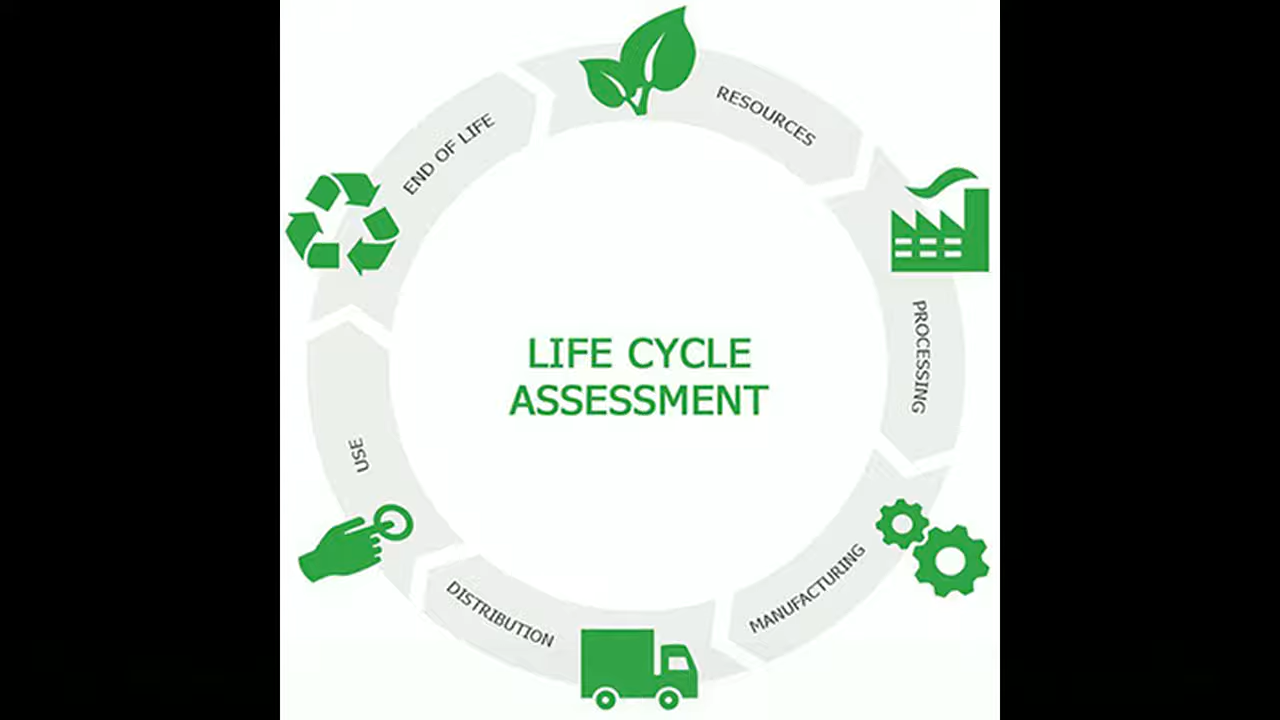 LIFE CYCLE
ASSESSMENT
RESOURCES
PROCESSING
MANUFACTURING
DISTRIBUTION
USE
END OF LIFE